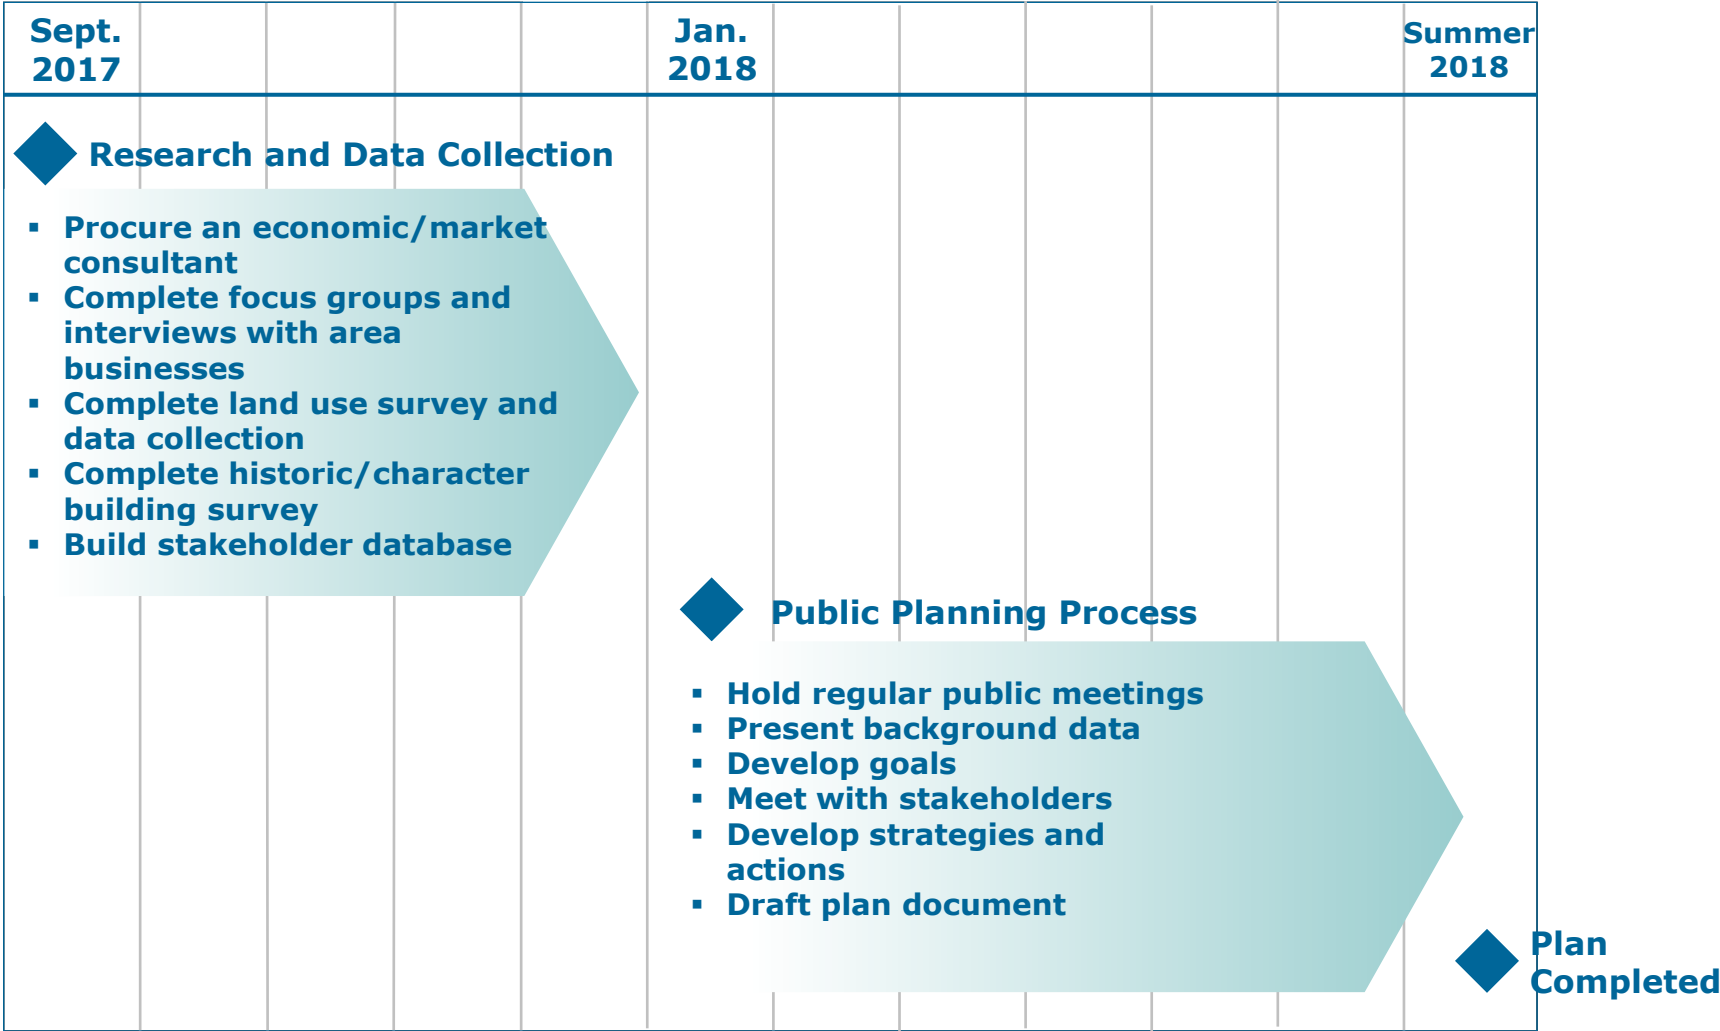 Sept.
2017
Jan.
2018
Summer
2018
Research and Data Collection
▪ Procure an economic/market
consultant
▪ Complete focus groups and
interviews with area
businesses
▪ Complete land use survey and
data collection
▪ Complete historic/character
building survey
▪ Build stakeholder database
Public Planning Process
▪ Hold regular public meetings
▪ Present background data
▪ Develop goals
▪ Meet with stakeholders
▪ Develop strategies and
actions
▪ Draft plan document
Plan
Completed